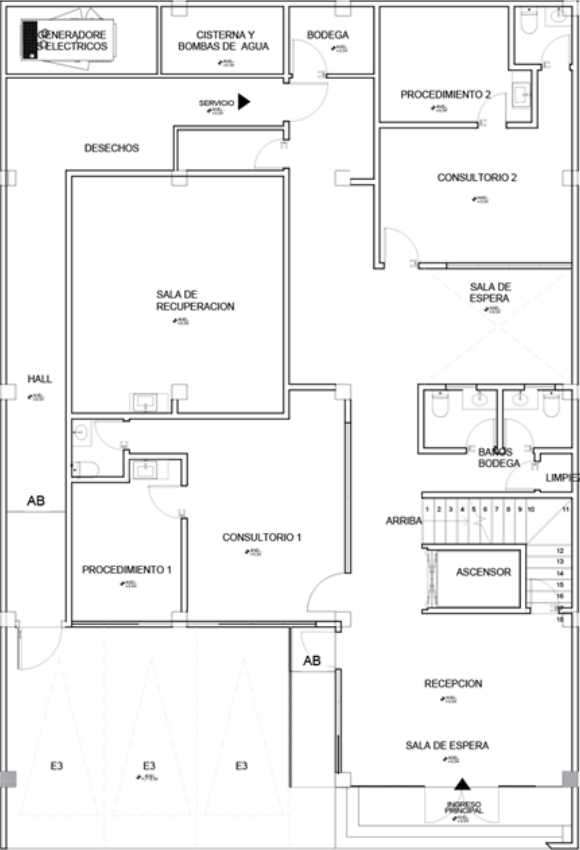 GENERADORE
S ELECTRICOS
CISTERNA Y
BOMBAS DE AGUA
BODEGA
SERVICIO
PROCEDIMIENTO 2
DESECHOS
CONSULTORIO 2
SALA DE
RECUPERACION
SALA DE
ESPERA
HALL
BAÑOS
BODEGA
LIMPIEZ
AB
ARRIBA
1 2 3 4 5 6 7 8 9 10 11
CONSULTORIO 1
12
13
14
15
16
17
18
ASCENSOR
PROCEDIMIENTO 1
AB
RECEPCION
SALA DE ESPERA
E3
E3
E3
INGRESO
PRINCIPAL